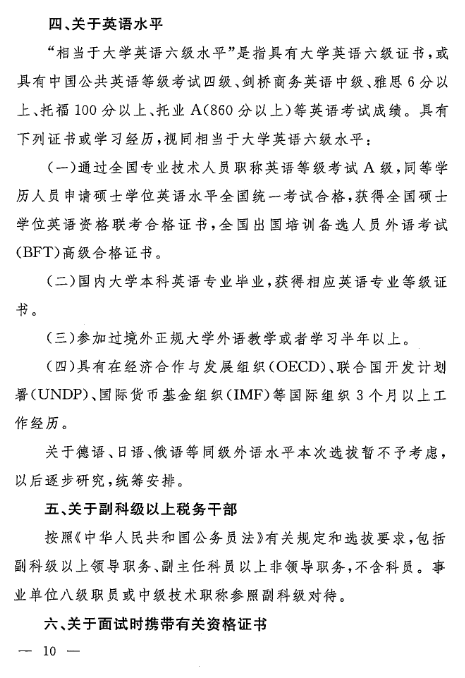 四、关于英语水平
“相当于大学英语六级水平”是指具有大学英语六级证书，或
具有中国公共英语等级考试四级、剑桥商务英语中级、雅思 6 分以
上、托福 100 分以上、托业 A(860 分以上)等英语考试成绩。具有
下列证书或学习经历，视同相当于大学英语六级水平：
(一)通过全国专业技术人员职称英语等级考试 A 级，同等学
历人员申请硕士学位英语水平全国统一考试合格，获得全国硕士
学位英语资格联考合格证书，全国出国培训备选人员外语考试
(BFT)高级合格证书。
(二)国内大学本科英语专业毕业，获得相应英语专业等级证
书。
(三)参加过境外正规大学外语教学或者学习半年以上。
(四)具有在经济合作与发展组织(OECD)、联合国开发计划
署(UNDP)、国际货币基金组织(IMF)等国际组织 3 个月以上工
作经历。
关于德语、日语、俄语等同级外语水平本次选拔暂不予考虑，
以后逐步研究，统筹安排。
五、关于副科级以上税务干部
按照《中华人民共和国公务员法》有关规定和选拔要求，包括
副科级以上领导职务、副主任科员以上非领导职务，不含科员。事
业单位八级职员或中级技术职称参照副科级对待。
六、关于面试时携带有关资格证书
— 10 —